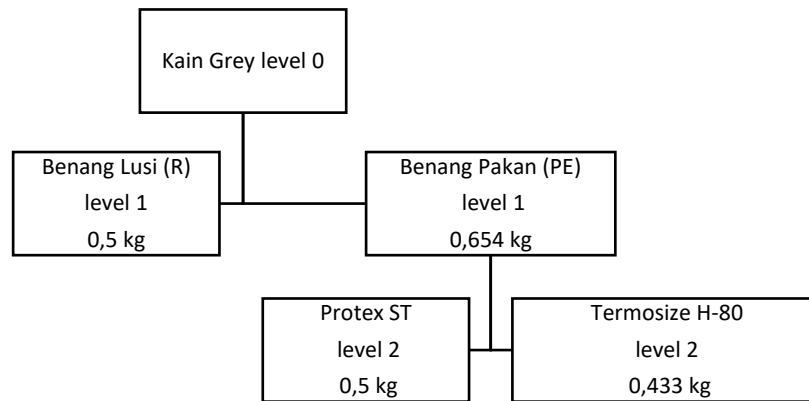 Kain Grey level 0
Benang Lusi (R)
level 1
0,5 kg
Benang Pakan (PE)
level 1
0,654 kg
Protex ST
level 2
0,5 kg
Termosize H-80
level 2
0,433 kg